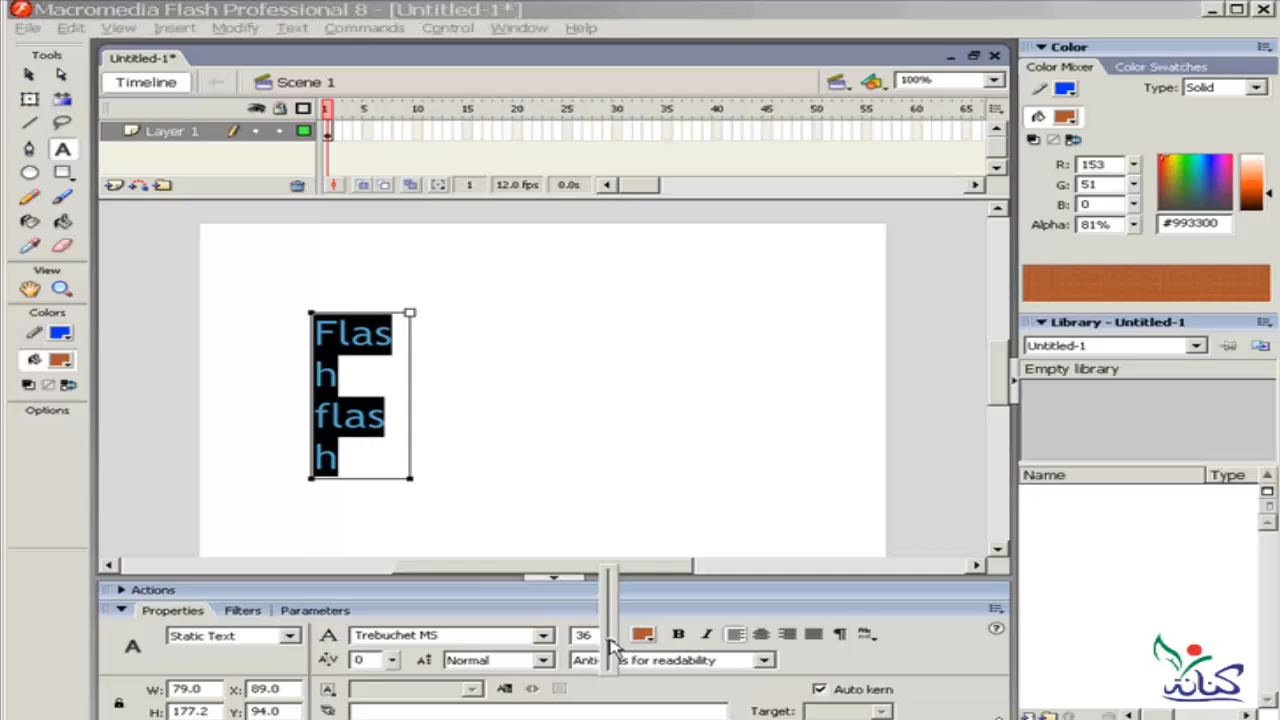 Macromedia Flash Professional 8 - [Untitled-1*]
File Edit View Insert Modify Text Commands Control Window Help
Tools
Untitled-1*
Timeline
Scene 1
100%
1 5 10 15 20 25 30 35 40 45 50 55 60 65
Layer 1
1 12.0 fps 0.0s
View
Colors
Options
Flas
h
flas
h
Color
Color Mixer Color Swatches
Type: Solid
R: 153
G: 51
B: 0
Alpha: 81% #993300
Library - Untitled-1
Untitled-1
Empty library
Name Type
Actions
Properties Filters Parameters
A Static Text A Trebuchet MS 36 B I
A/V 0 Normal for readability
W: 79.0 X: 89.0 Auto kern
H: 177.2 Y: 94.0 Target:
كنانة